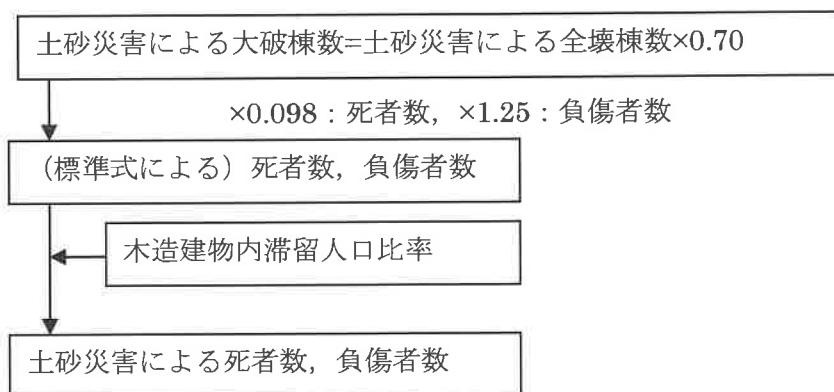 土砂災害による大破棟数=土砂災害による全壊棟数×0.70
×0.098：死者数，×1.25：負傷者数
（標準式による）死者数，負傷者数
木造建物内滞留人口比率
土砂災害による死者数，負傷者数